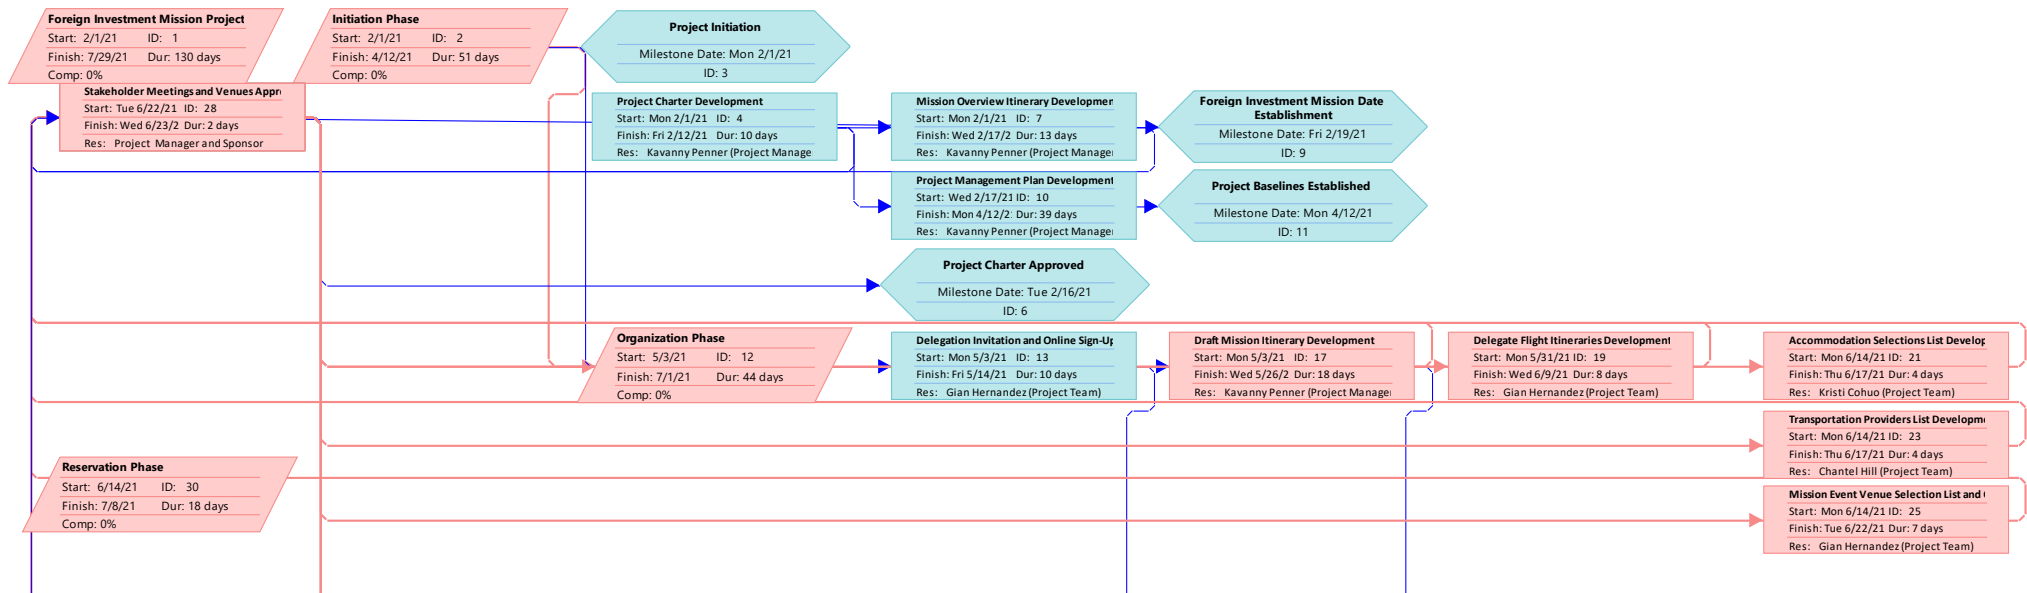 Foreign Investment Mission Project
Start: 2/1/21 ID: 1
Finish: 7/29/21 Dur: 130 days
Comp: 0%
Initiation Phase
Start: 2/1/21 ID: 2
Finish: 4/12/21 Dur: 51 days
Comp: 0%
Project Initiation
Milestone Date: Mon 2/1/21
ID: 3
Stakeholder Meetings and Venues Appr
Start: Tue 6/22/21 ID: 28
Finish: Wed 6/23/2 Dur: 2 days
Res: Project Manager and Sponsor
Project Charter Development
Start: Mon 2/1/21 ID: 4
Finish: Fri 2/12/21 Dur: 10 days
Res: Kavanny Penner (Project Manage
Mission Overview Itinerary Developmer
Start: Mon 2/1/21 ID: 7
Finish: Wed 2/17/2 Dur: 13 days
Res: Kavanny Penner (Project Manager
Foreign Investment Mission Date
Establishment
Milestone Date: Fri 2/19/21
ID: 9
Project Management Plan Development
Start: Wed 2/17/21 ID: 10
Finish: Mon 4/12/2 Dur: 39 days
Res: Kavanny Penner (Project Manager
Project Baselines Established
Milestone Date: Mon 4/12/21
ID: 11
Project Charter Approved
Milestone Date: Tue 2/16/21
ID: 6
Organization Phase
Start: 5/3/21 ID: 12
Finish: 7/1/21 Dur: 44 days
Comp: 0%
Delegation Invitation and Online Sign-Up
Start: Mon 5/3/21 ID: 13
Finish: Fri 5/14/21 Dur: 10 days
Res: Gian Hernandez (Project Team)
Draft Mission Itinerary Development
Start: Mon 5/3/21 ID: 17
Finish: Wed 5/26/2 Dur: 18 days
Res: Kavanny Penner (Project Manager
Delegate Flight Itineraries Development
Start: Mon 5/31/21 ID: 19
Finish: Wed 6/9/21 Dur: 8 days
Res: Gian Hernandez (Project Team)
Accommodation Selections List Develop
Start: Mon 6/14/21 ID: 21
Finish: Thu 6/17/21 Dur: 4 days
Res: Kristi Cohuo (Project Team)
Transportation Providers List Developme
Start: Mon 6/14/21 ID: 23
Finish: Thu 6/17/21 Dur: 4 days
Res: Chantel Hill (Project Team)
Reservation Phase
Start: 6/14/21 ID: 30
Finish: 7/8/21 Dur: 18 days
Comp: 0%
Mission Event Venue Selection List and
Start: Mon 6/14/21 ID: 25
Finish: Tue 6/22/21 Dur: 7 days
Res: Gian Hernandez (Project Team)